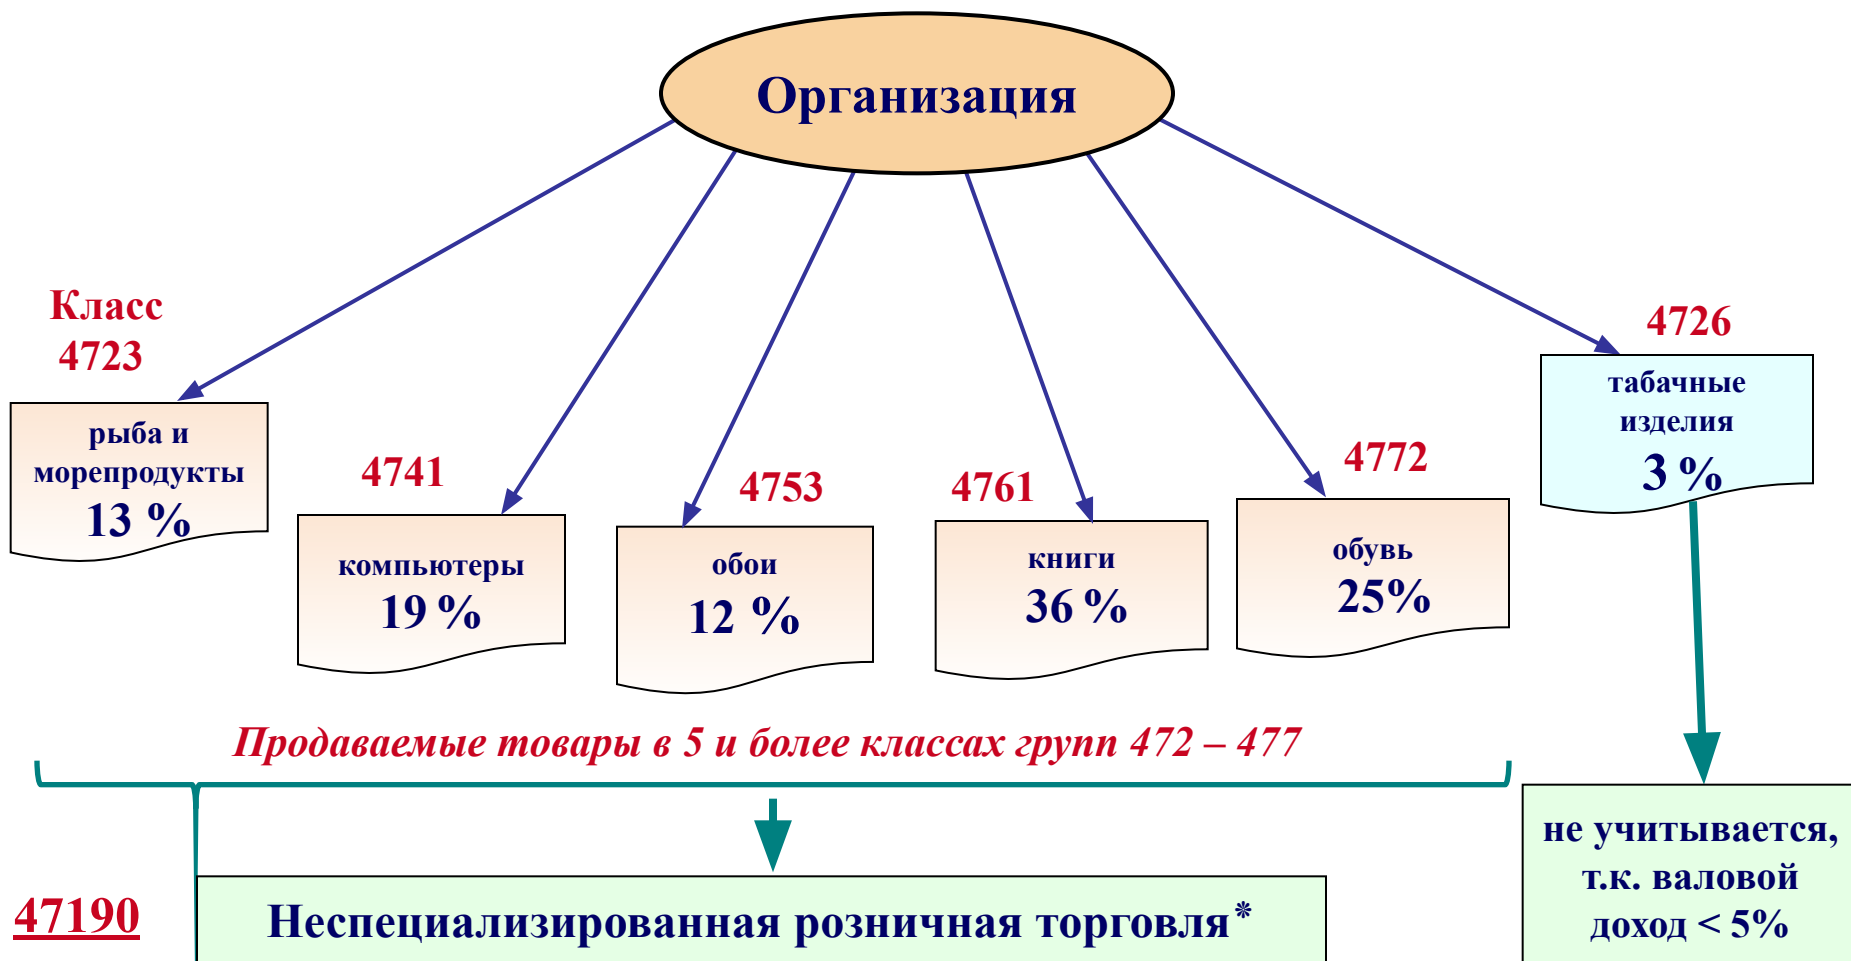 Организация
Класс
4723
рыба и
морепродукты
13 %
4741
компьютеры
19 %
4753
обои
12 %
4761
книги
36 %
4772
обувь
25%
4726
табачные
изделия
3 %
Продаваемые товары в 5 и более классах групп 472 – 477
47190
Неспециализированная розничная торговля*
не учитывается,
т.к. валовой
доход < 5%